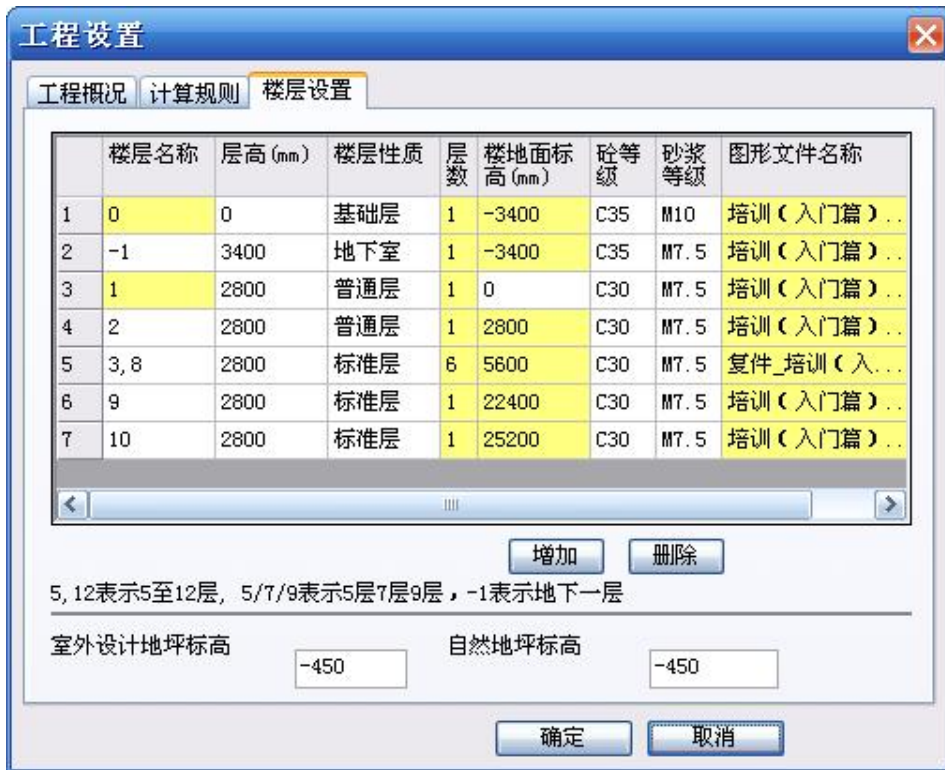 工程设置
工程概况 计算规则 楼层设置
楼层名称 层高(mm) 楼层性质 层数 楼地面标高(mm) 砼等级 砂浆等级 图形文件名称
1 0 0 基础层 1 -3400 C35 M10 培训(入门篇)..
2 -1 3400 地下室 1 -3400 C35 M7.5 培训(入门篇)..
3 1 2800 普通层 1 0 C30 M7.5 培训(入门篇)..
4 2 2800 普通层 1 2800 C30 M7.5 培训(入门篇)..
5 3,8 2800 标准层 6 5600 C30 M7.5 复件_培训(入...
6 9 2800 标准层 1 22400 C30 M7.5 培训(入门篇)..
7 10 2800 标准层 1 25200 C30 M7.5 培训(入门篇)..
增加 删除
5,12表示5至12层, 5/7/9表示5层7层9层,-1表示地下一层
室外设计地坪标高 -450 自然地坪标高 -450
确定 取消